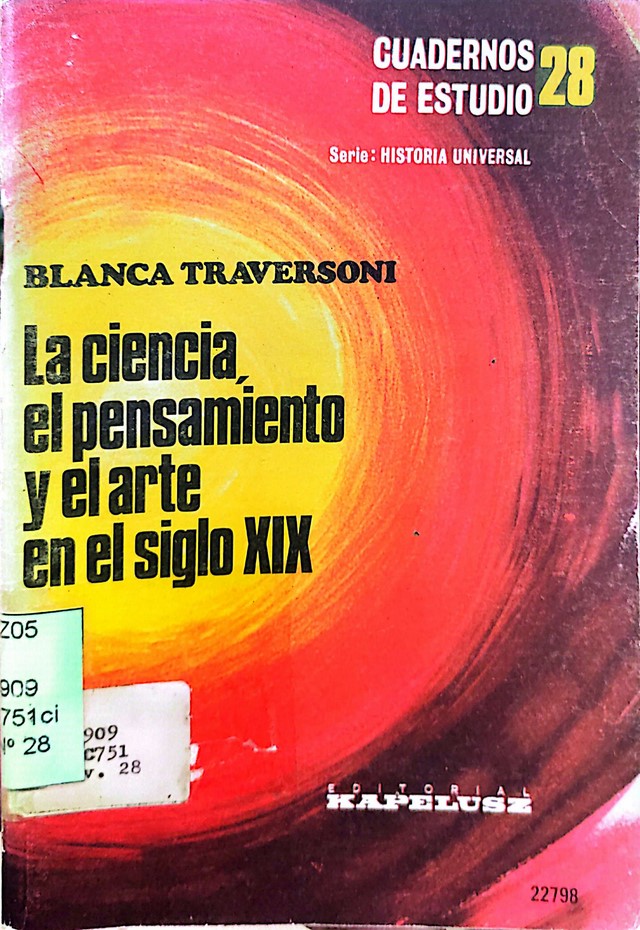 CUADERNOS
DE ESTUDIO
28
Serie: HISTORIA UNIVERSAL
BLANCA TRAVERSONI
La ciencia,
el pensamiento
y el arte
en el siglo XIX
Z05
909
751ci
Nº 28
909
C751
v. 28
EDITORIAL
KAPELUSZ
22798